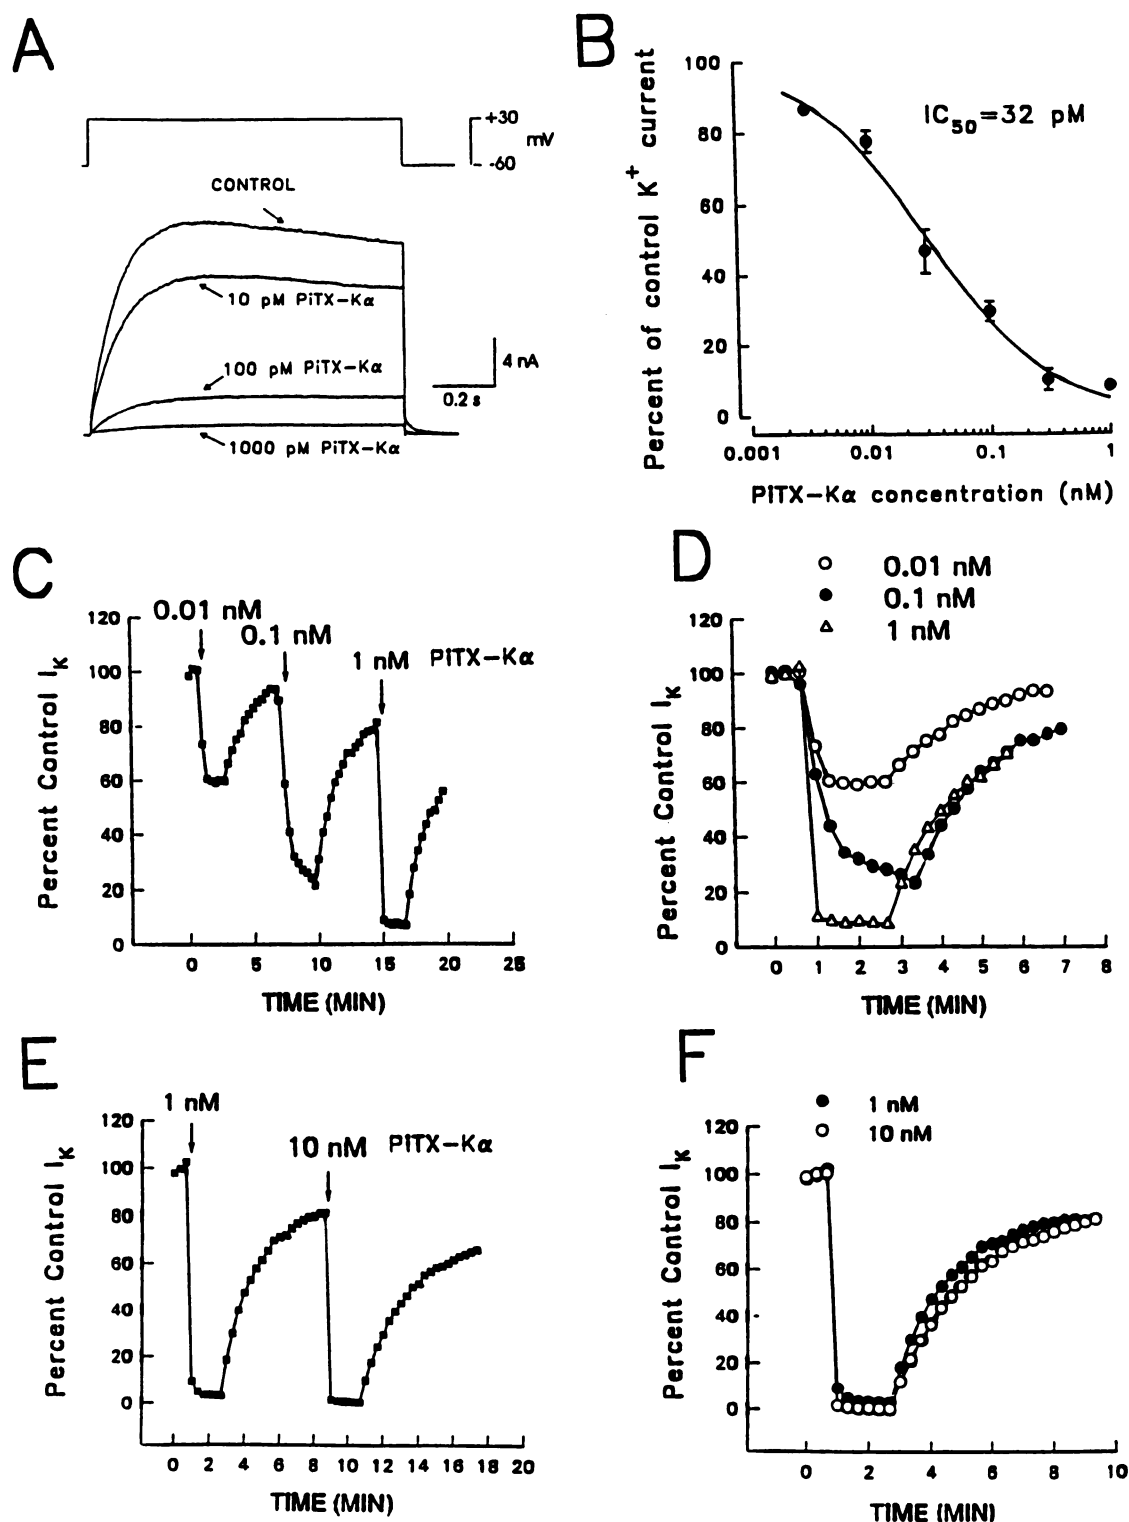 A
+30
mV
-60
CONTROL
10 pM PiTX-Kα
100 pM PiTX-Kα
1000 pM PiTX-Kα
4 nA
0.2 s
B
Percent of control K+ current
100
80
60
40
20
0
IC50=32 pM
0.001
0.01
0.1
1
PiTX-Kα concentration (nM)
C
0.01 nM
0.1 nM
1 nM PiTX-Kα
Percent Control IK
120
100
80
60
40
20
0
0
5
10
15
20
25
TIME (MIN)
D
0.01 nM
0.1 nM
1 nM
Percent Control IK
120
100
80
60
40
20
0
0
1
2
3
4
5
6
7
8
TIME (MIN)
E
1 nM
10 nM PiTX-Kα
Percent Control IK
120
100
80
60
40
20
0
0
2
4
6
8
10
12
14
16
18
20
TIME (MIN)
F
1 nM
10 nM
Percent Control IK
120
100
80
60
40
20
0
0
2
4
6
8
10
TIME (MIN)